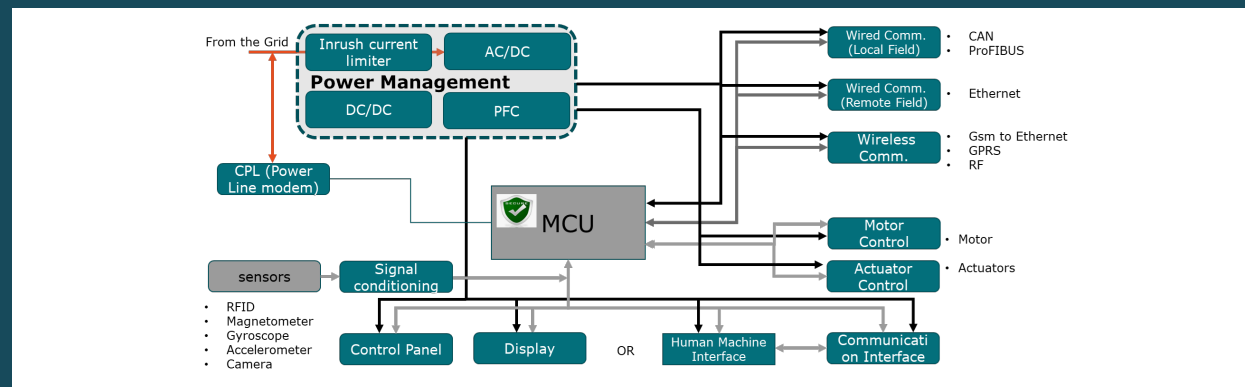 From the Grid
Inrush current
limiter
AC/DC
Power Management
DC/DC
PFC
CPL (Power
Line modem)
Wired Comm.
(Local Field)
• CAN
• ProFIBUS
Wired Comm.
(Remote Field)
• Ethernet
Wireless
Comm.
• Gsm to Ethernet
• GPRS
• RF
SECURE
MCU
Motor
Control
• Motor
Actuator
Control
• Actuators
sensors
Signal
conditioning
• RFID
• Magnetometer
• Gyroscope
• Accelerometer
• Camera
Control Panel
Display
OR
Human Machine
Interface
Communicati
on Interface